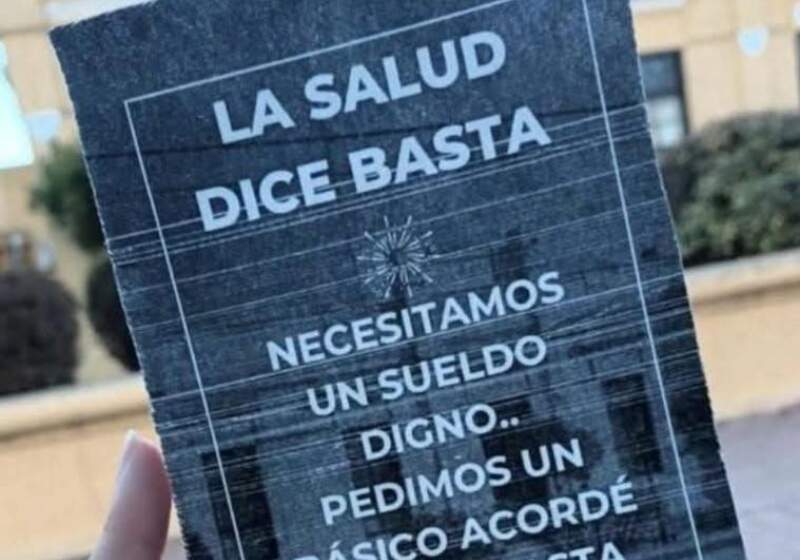 LA SALUD
DICE BASTA
NECESITAMOS
UN SUELDO
DIGNO..
PEDIMOS UN
BÁSICO ACORDÉ